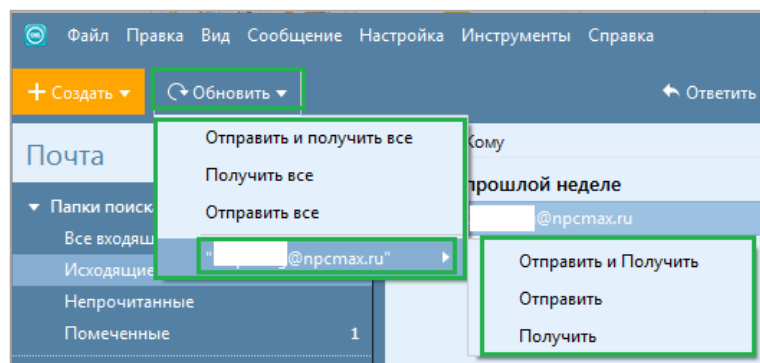 Файл Правка Вид Сообщение Настройка Инструменты Справка
+ Создать Обновить Ответить
Отправить и получить все
Получить все
Отправить все
"@npcmax.ru"
Почта
Папки поиск
Все входящ
Исходящие
Непрочитанные
Помеченные 1
Кому
прошлой неделе
@npcmax.ru
Отправить и Получить
Отправить
Получить